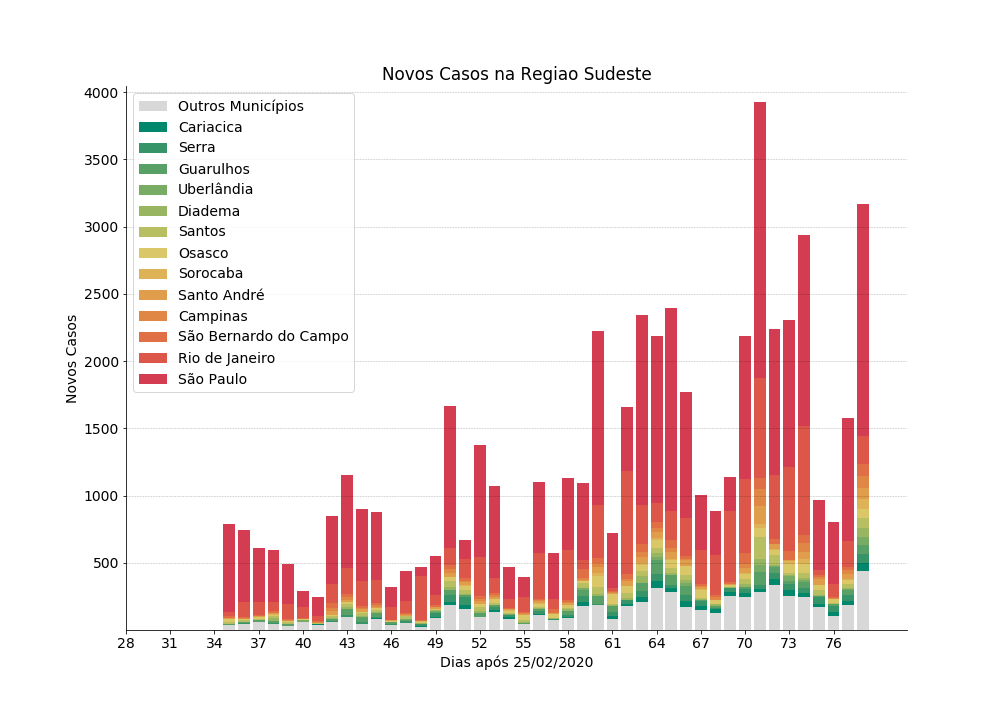 Novos Casos na Regiao Sudeste
Novos Casos
4000
3500
3000
2500
2000
1500
1000
500
Outros Municípios
Cariacica
Serra
Guarulhos
Uberlândia
Diadema
Santos
Osasco
Sorocaba
Santo André
Campinas
São Bernardo do Campo
Rio de Janeiro
São Paulo
28 31 34 37 40 43 46 49 52 55 58 61 64 67 70 73 76
Dias após 25/02/2020